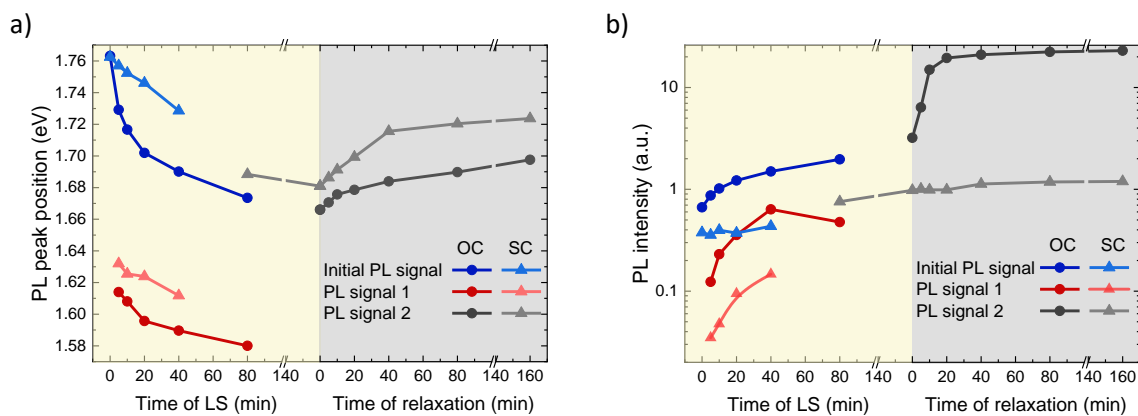 a)
1.76
1.74
1.72
1.70
1.68
1.66
1.64
1.62
1.60
1.58
PL peak position (eV)
OC SC
Initial PL signal
PL signal 1
PL signal 2
0 20 40 60 80 140 0 20 40 60 80 140 160
Time of LS (min) Time of relaxation (min)
b)
10
1
0.1
PL intensity (a.u.)
OC SC
Initial PL signal
PL signal 1
PL signal 2
0 20 40 60 80 140 0 20 40 60 80 140 160
Time of LS (min) Time of relaxation (min)